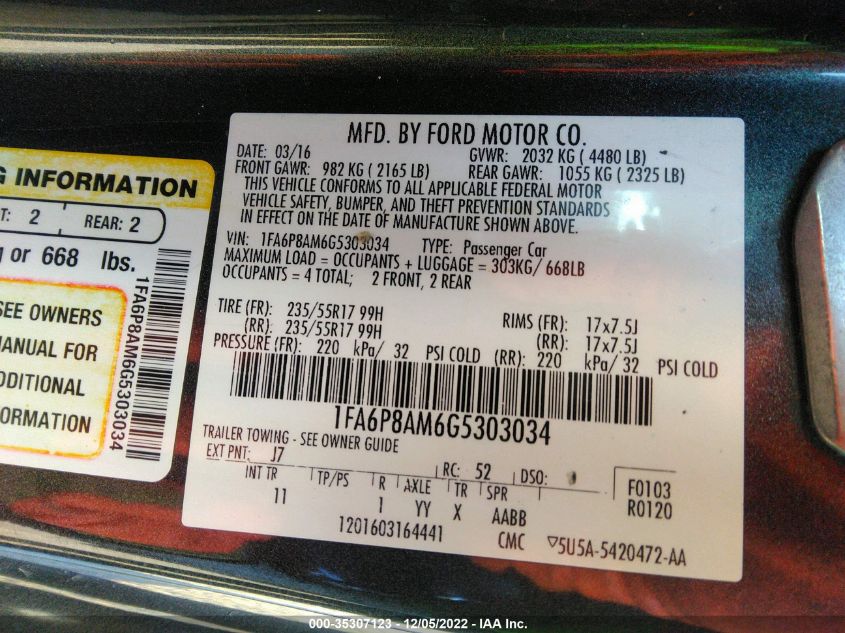 G INFORMATION
T: 2 REAR: 2
g or 668 lbs.
SEE OWNERS
MANUAL FOR
ADDITIONAL
INFORMATION
1FA6P8AM6G5303034
MFD. BY FORD MOTOR CO.
DATE: 03/16 GVWR: 2032 KG ( 4480 LB)
FRONT GAWR: 982 KG ( 2165 LB) REAR GAWR: 1055 KG ( 2325 LB)
THIS VEHICLE CONFORMS TO ALL APPLICABLE FEDERAL MOTOR
VEHICLE SAFETY, BUMPER, AND THEFT PREVENTION STANDARDS
IN EFFECT ON THE DATE OF MANUFACTURE SHOWN ABOVE.
VIN: 1FA6P8AM6G5303034 TYPE: Passenger Car
MAXIMUM LOAD = OCCUPANTS + LUGGAGE = 303KG/ 668LB
OCCUPANTS = 4 TOTAL; 2 FRONT, 2 REAR
TIRE (FR): 235/55R17 99H RIMS (FR): 17x7.5J
(RR): 235/55R17 99H (RR): 17x7.5J
PRESSURE (FR): 220 kPa/ 32 PSI COLD (RR): 220 kPa/ 32 PSI COLD
1FA6P8AM6G5303034
TRAILER TOWING - SEE OWNER GUIDE
EXT PNT: J7 RC: 52 DSO:
INT TR TP/PS R AXLE TR SPR F0103
11 1 YY X AABB R0120
1201603164441 CMC ▽5U5A-5420472-AA
000-35307123 - 12/05/2022 - IAA Inc.